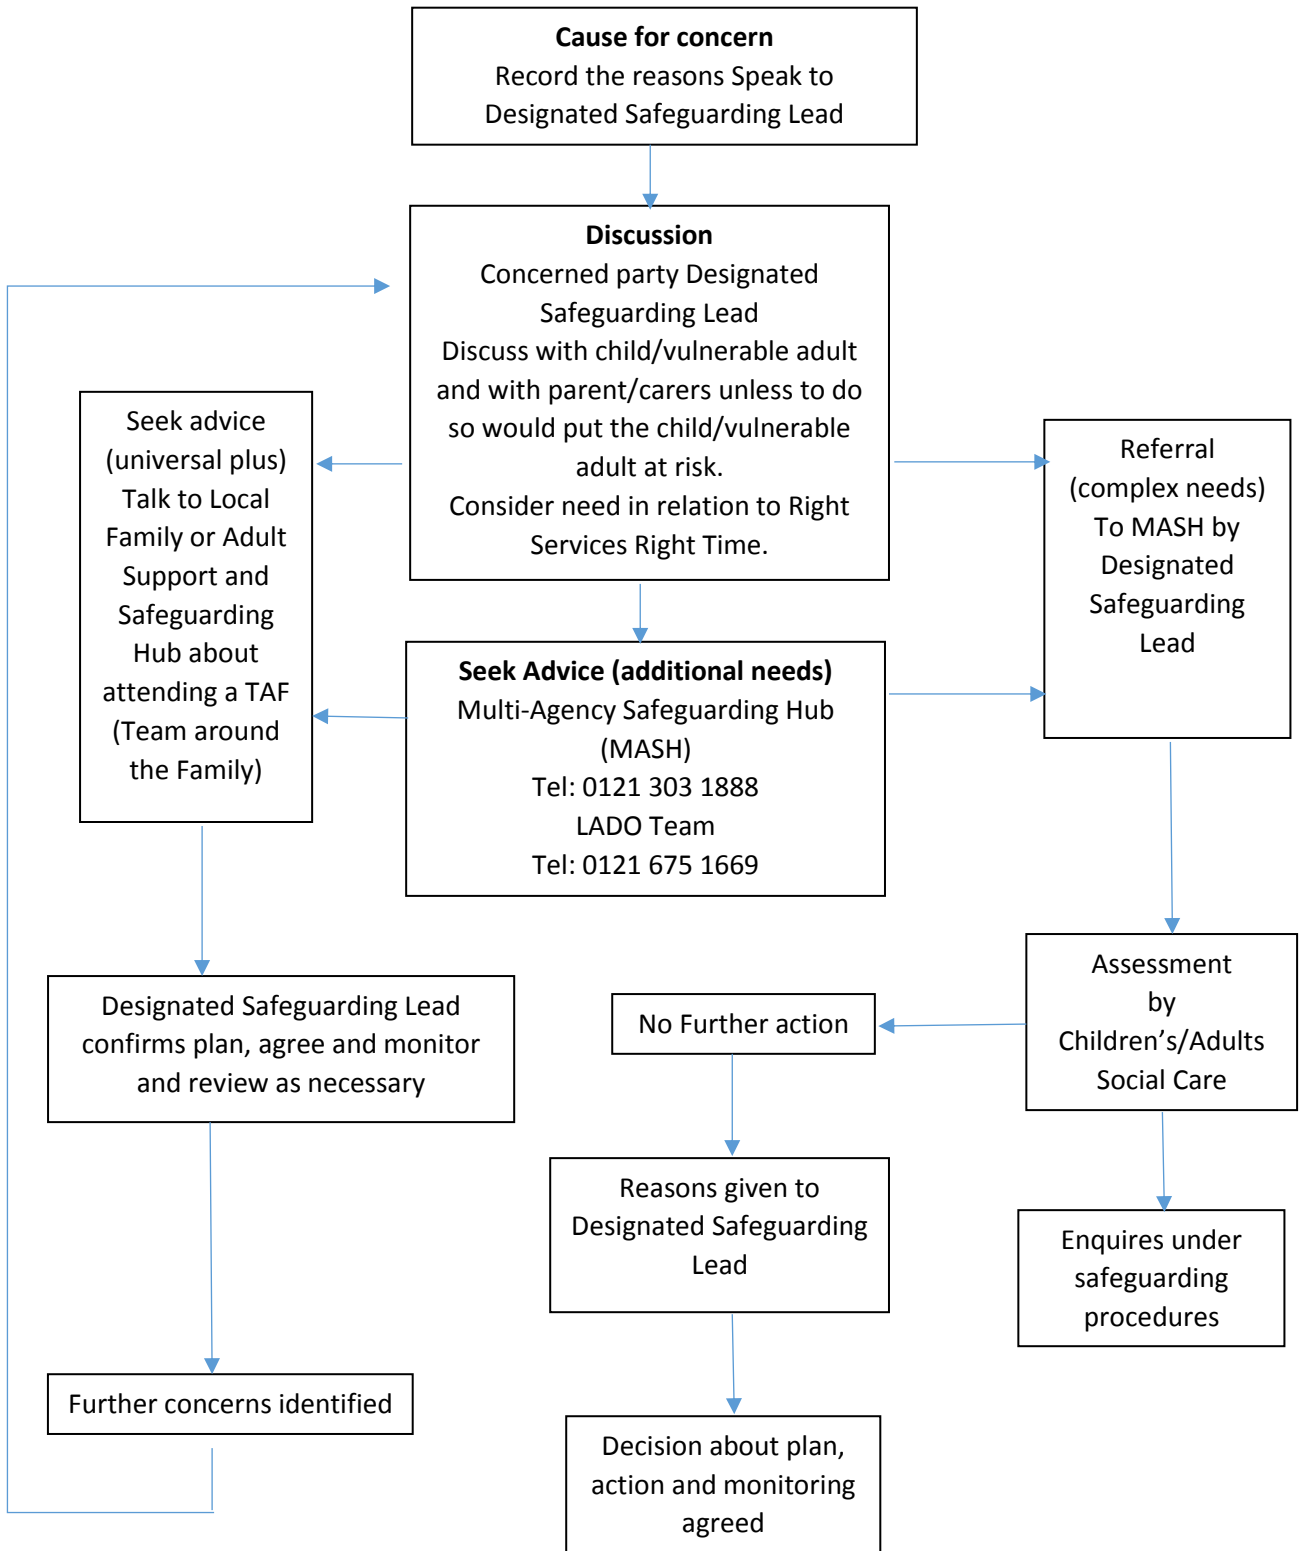 Cause for concern
Record the reasons Speak to
Designated Safeguarding Lead
Discussion
Concerned party Designated
Safeguarding Lead
Discuss with child/vulnerable adult
and with parent/carers unless to do
so would put the child/vulnerable
adult at risk.
Consider need in relation to Right
Services Right Time.
Seek advice
(universal plus)
Talk to Local
Family or Adult
Support and
Safeguarding
Hub about
attending a TAF
(Team around
the Family)
Referral
(complex needs)
To MASH by
Designated
Safeguarding
Lead
Seek Advice (additional needs)
Multi-Agency Safeguarding Hub
(MASH)
Tel: 0121 303 1888
LADO Team
Tel: 0121 675 1669
Designated Safeguarding Lead
confirms plan, agree and monitor
and review as necessary
No Further action
Assessment
by
Children’s/Adults
Social Care
Reasons given to
Designated Safeguarding
Lead
Enquires under
safeguarding
procedures
Further concerns identified
Decision about plan,
action and monitoring
agreed